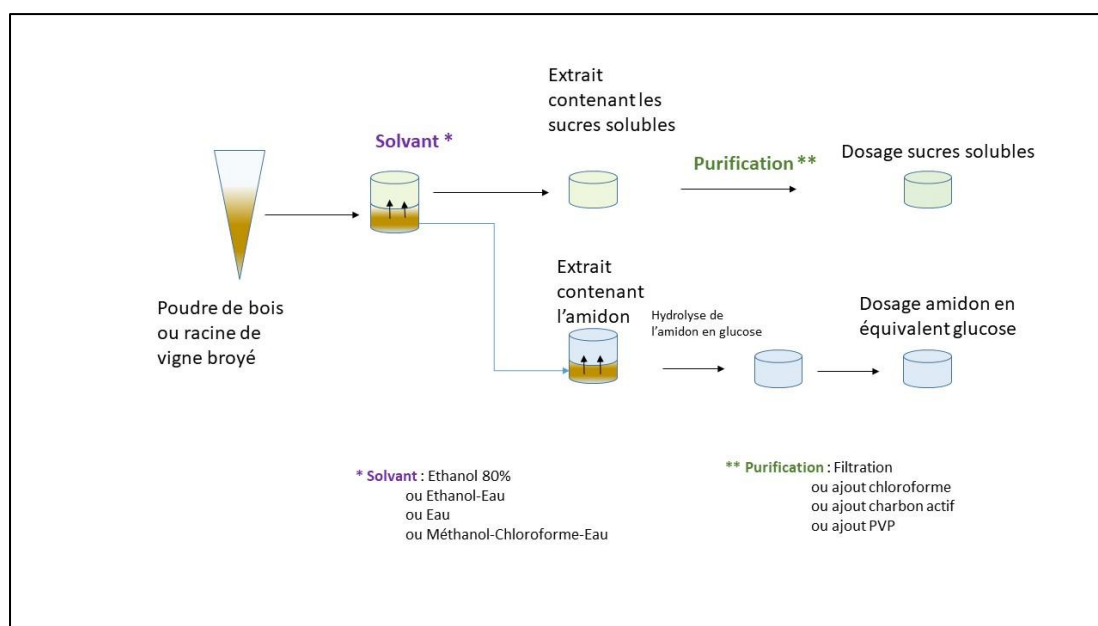 Extrait
contenant les
sucres solubles
Solvant *
Purification **
Dosage sucres solubles
Poudre de bois
ou racine de
vigne broyé
Extrait
contenant
l’amidon
Hydrolyse de
l’amidon en glucose
Dosage amidon en
équivalent glucose
* Solvant : Ethanol 80%
ou Ethanol-Eau
ou Eau
ou Méthanol-Chloroforme-Eau
** Purification : Filtration
ou ajout chloroforme
ou ajout charbon actif
ou ajout PVP